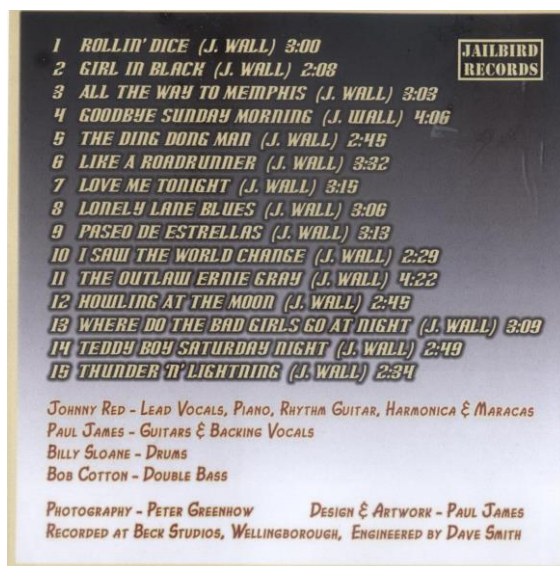 1 ROLLIN' DICE (J. WALL) 3:00
2 GIRL IN BLACK (J. WALL) 2:08
3 ALL THE WAY TO MEMPHIS (J. WALL) 3:03
4 GOODBYE SUNDAY MORNING (J. WALL) 4:06
5 THE DING DONG MAN (J. WALL) 2:45
6 LIKE A ROADRUNNER (J. WALL) 3:32
7 LOVE ME TONIGHT (J. WALL) 3:15
8 LONELY LANE BLUES (J. WALL) 3:06
9 PASEO DE ESTRELLAS (J. WALL) 3:13
10 I SAW THE WORLD CHANGE (J. WALL) 2:29
11 THE OUTLAW ERNIE GRAY (J. WALL) 4:22
12 HOWLING AT THE MOON (J. WALL) 2:45
13 WHERE DO THE BAD GIRLS GO AT NIGHT (J. WALL) 3:09
14 TEDDY BOY SATURDAY NIGHT (J. WALL) 2:49
15 THUNDER 'N' LIGHTNING (J. WALL) 2:34
JAILBIRD
RECORDS
JOHNNY RED - LEAD VOCALS, PIANO, RHYTHM GUITAR, HARMONICA & MARACAS
PAUL JAMES - GUITARS & BACKING VOCALS
BILLY SLOANE - DRUMS
BOB COTTON - DOUBLE BASS
PHOTOGRAPHY - PETER GREENHOW DESIGN & ARTWORK - PAUL JAMES
RECORDED AT BECK STUDIOS, WELLINGBOROUGH, ENGINEERED BY DAVE SMITH